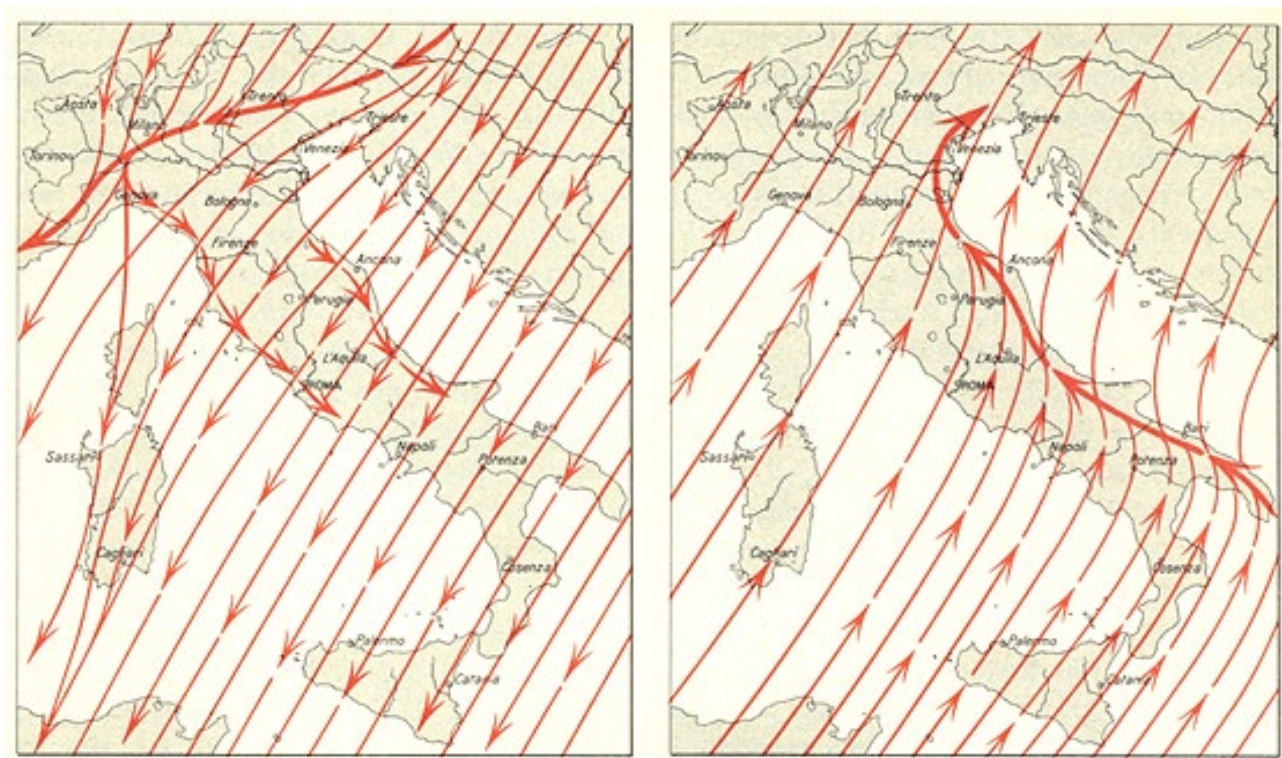 Aosta
Trento
Milano
Trieste
Torino
Venezia
Genova
Bologna
Firenze
Ancona
Perugia
L'Aquila
ROMA
Bari
Napoli
Sassari
Potenza
Cagliari
Cosenza
Palermo
Catania
Aosta
Trento
Milano
Trieste
Torino
Venezia
Genova
Bologna
Firenze
Ancona
Perugia
L'Aquila
ROMA
Bari
Napoli
Sassari
Potenza
Cagliari
Cosenza
Palermo
Catania